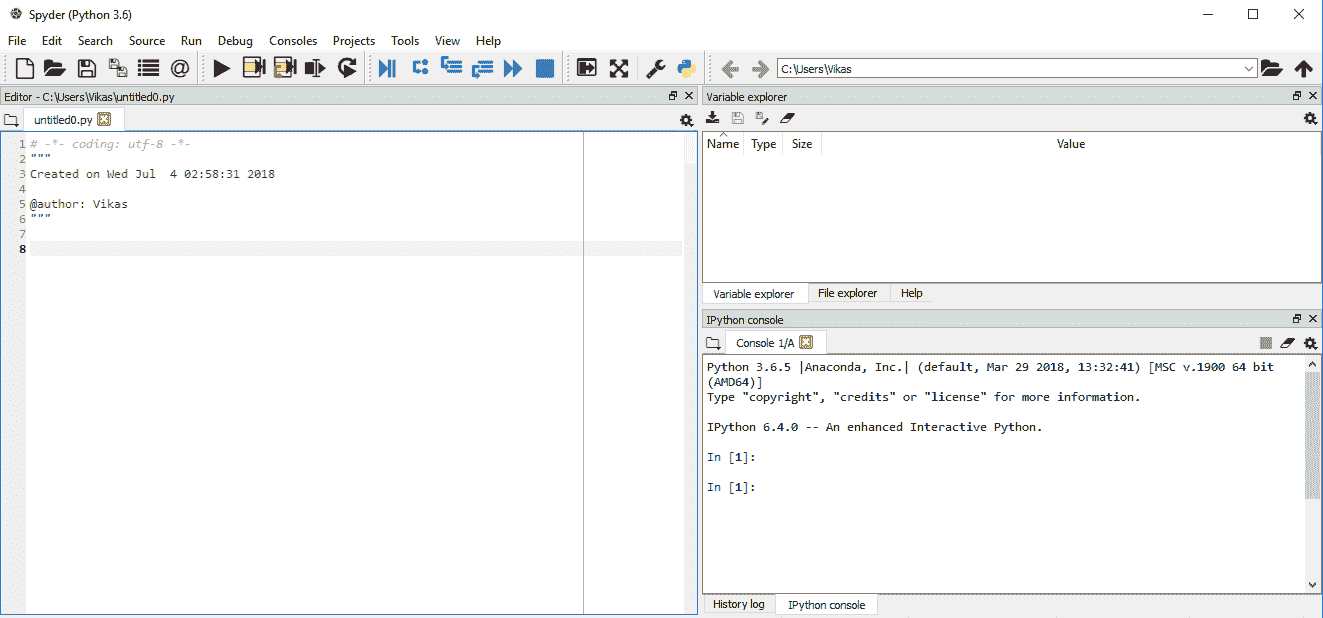 Spyder (Python 3.6)
File Edit Search Source Run Debug Consoles Projects Tools View Help
C:\Users\Vikas
Editor - C:\Users\Vikas\untitled0.py
untitled0.py
1 # -*- coding: utf-8 -*-
2 """
3 Created on Wed Jul  4 02:58:31 2018
4
5 @author: Vikas
6 """
7
8
Variable explorer
Name Type Size Value
Variable explorer File explorer Help
IPython console
Console 1/A
Python 3.6.5 |Anaconda, Inc.| (default, Mar 29 2018, 13:32:41) [MSC v.1900 64 bit
(AMD64)]
Type "copyright", "credits" or "license" for more information.
IPython 6.4.0 -- An enhanced Interactive Python.
In [1]:
In [1]:
History log IPython console